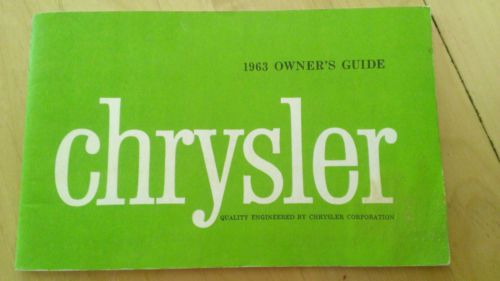 1963 OWNER'S GUIDE
chrysler
QUALITY ENGINEERED BY CHRYSLER CORPORATION